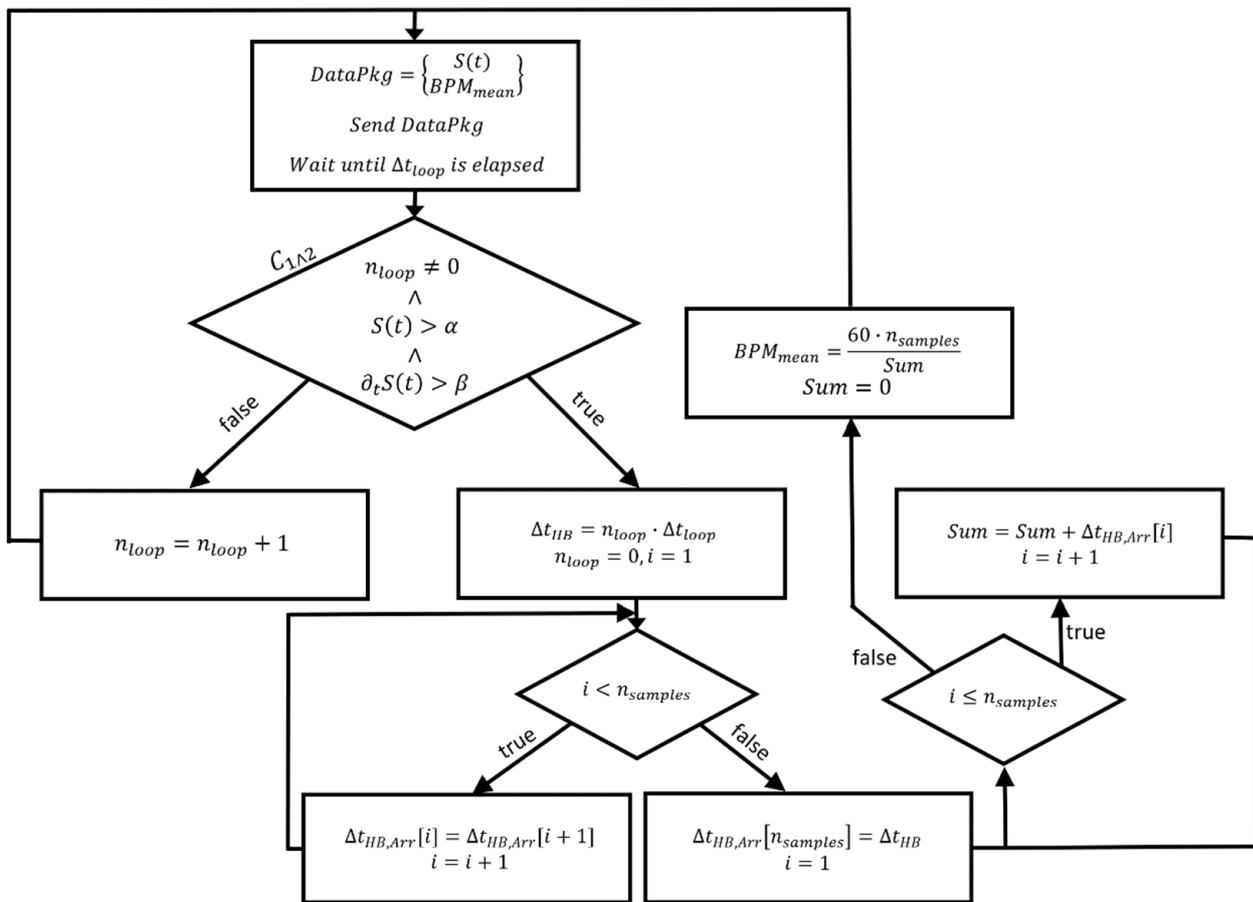 DataPkg = { S(t)
BPM_mean }
Send DataPkg
Wait until Δt_loop is elapsed
C_1∧2
n_loop ≠ 0
∧
S(t) > α
∧
∂_t S(t) > β
false
true
n_loop = n_loop + 1
Δt_HB = n_loop · Δt_loop
n_loop = 0, i = 1
i < n_samples
true
false
Δt_HB,Arr[i] = Δt_HB,Arr[i + 1]
i = i + 1
Δt_HB,Arr[n_samples] = Δt_HB
i = 1
i ≤ n_samples
false
true
Sum = Sum + Δt_HB,Arr[i]
i = i + 1
BPM_mean = 60 · n_samples / Sum
Sum = 0